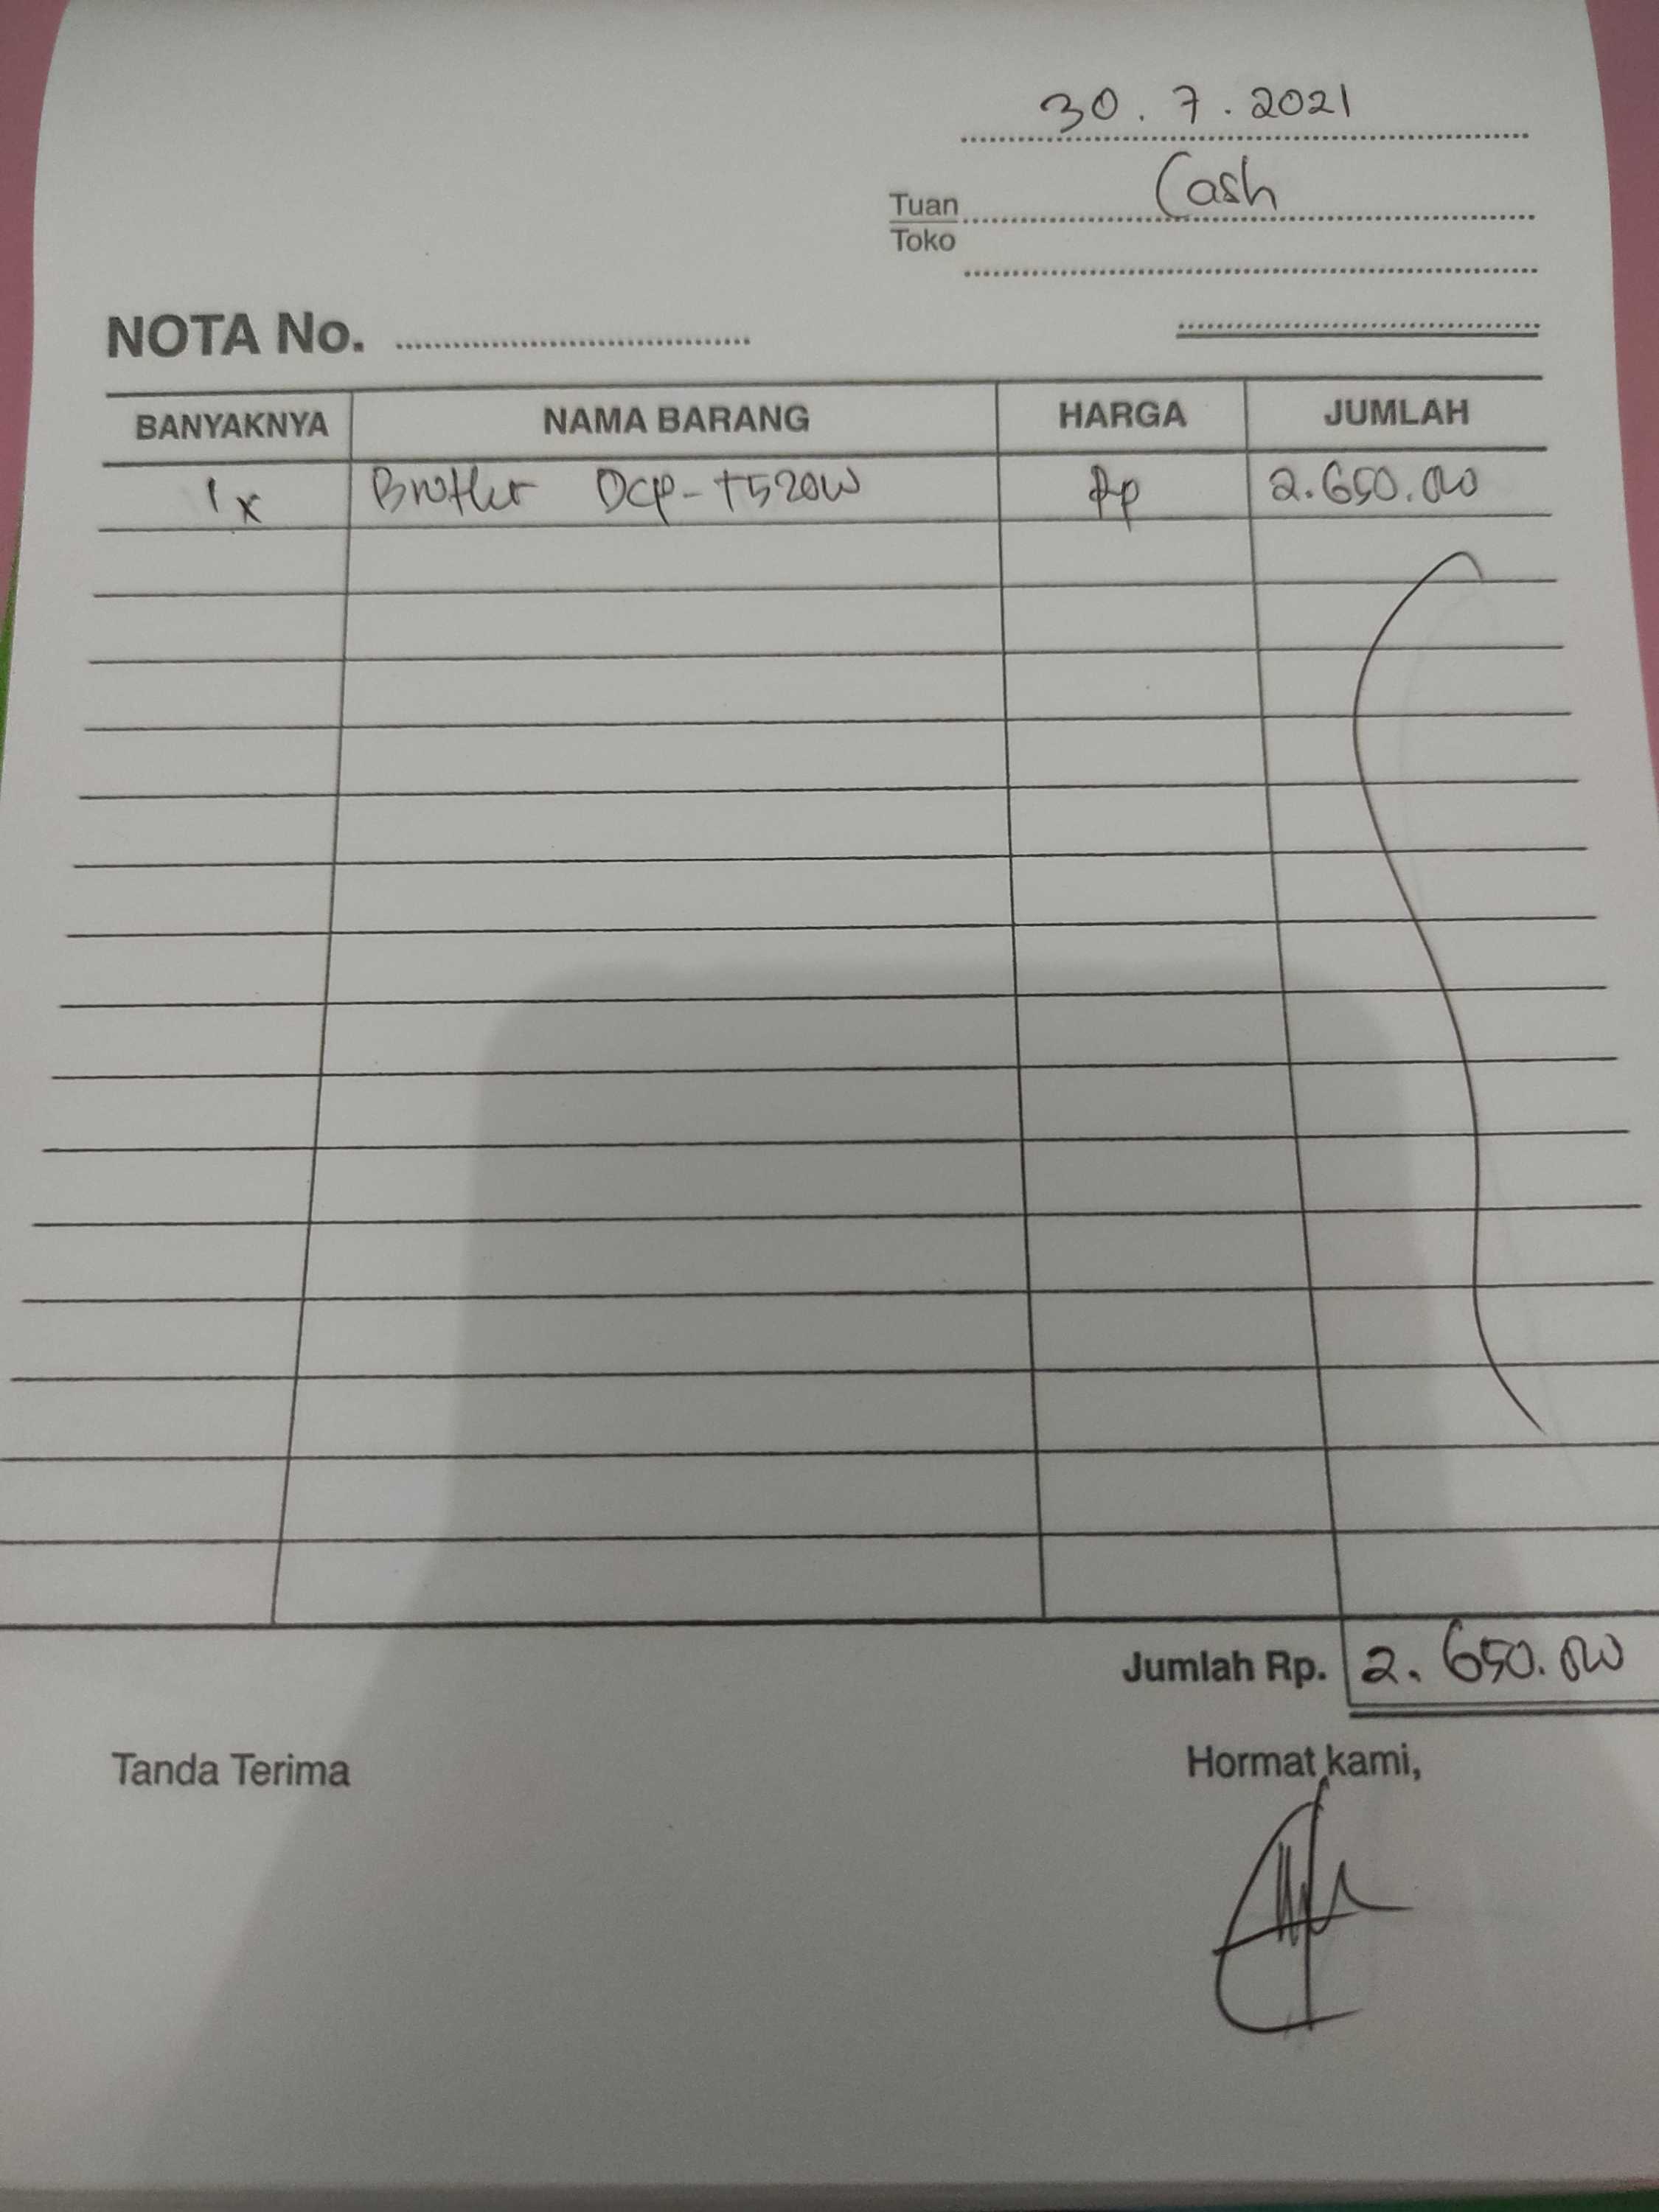 30.7.2021
Tuan Cash
Toko
NOTA No.
BANYAKNYA NAMA BARANG HARGA JUMLAH
1x Brother DCP-T520W Rp 2.650.000
Jumlah Rp. 2.650.000
Tanda Terima Hormat kami,